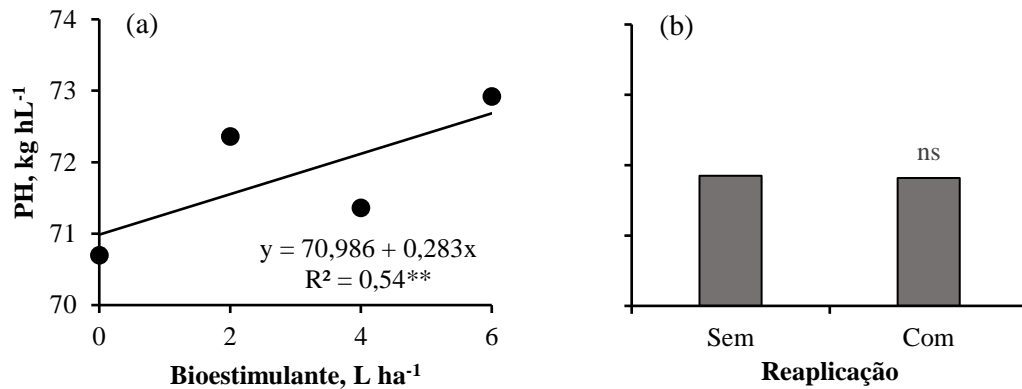 (a)
74
73
72
71
70
PH, kg hL⁻¹
y = 70,986 + 0,283x
R² = 0,54**
0 2 4 6
Bioestimulante, L ha⁻¹
(b)
ns
Sem Com
Reaplicação